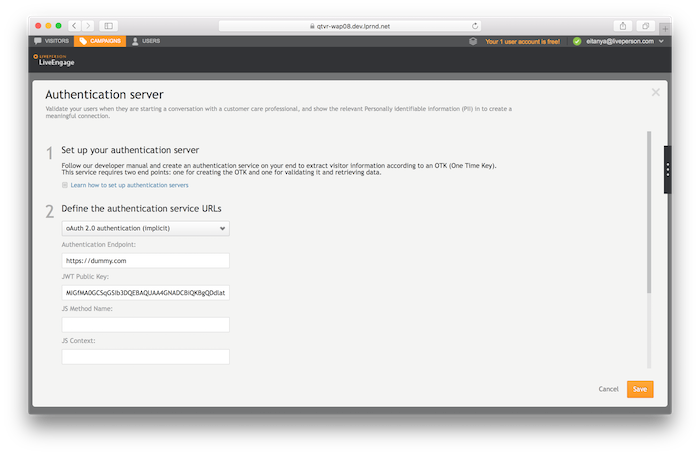 qtvr-wap08.dev.lprnd.net
VISITORS CAMPAIGNS USERS Your 1 user account is free! eitanya@liveperson.com
LIVEPERSON
LiveEngage
Authentication server
Validate your users when they are starting a conversation with a customer care professional, and show the relevant Personally Identifiable Information (PII) in to create a
meaningful connection.
1 Set up your authentication server
Follow our developer manual and create an authentication service on your end to extract visitor information according to an OTK (One Time Key).
This service requires two end points: one for creating the OTK and one for validating it and retrieving data.
Learn how to set up authentication servers
2 Define the authentication service URLs
oAuth 2.0 authentication (implicit)
Authentication Endpoint:
https://dummy.com
JWT Public Key:
MIGfMA0GCSqGSIb3DQEBAQUAA4GNADCBiQKBgQDdlat
JS Method Name:
JS Context:
Cancel Save